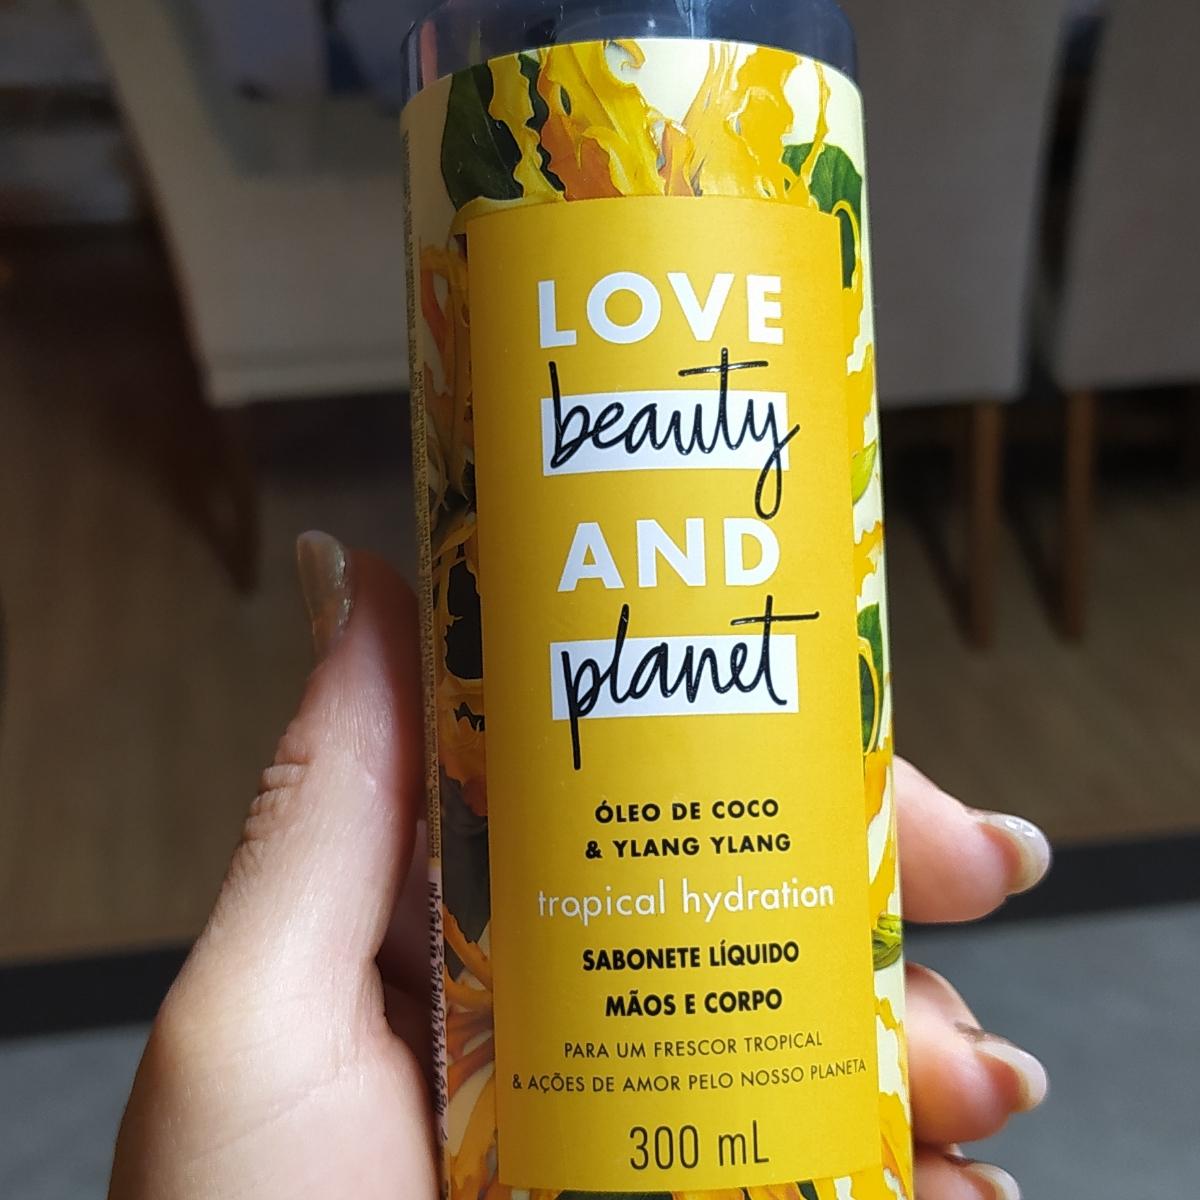 LOVE
beauty
AND
planet
ÓLEO DE COCO
& YLANG YLANG
tropical hydration
SABONETE LÍQUIDO
MÃOS E CORPO
PARA UM FRESCOR TROPICAL
& AÇÕES DE AMOR PELO NOSSO PLANETA
300 mL